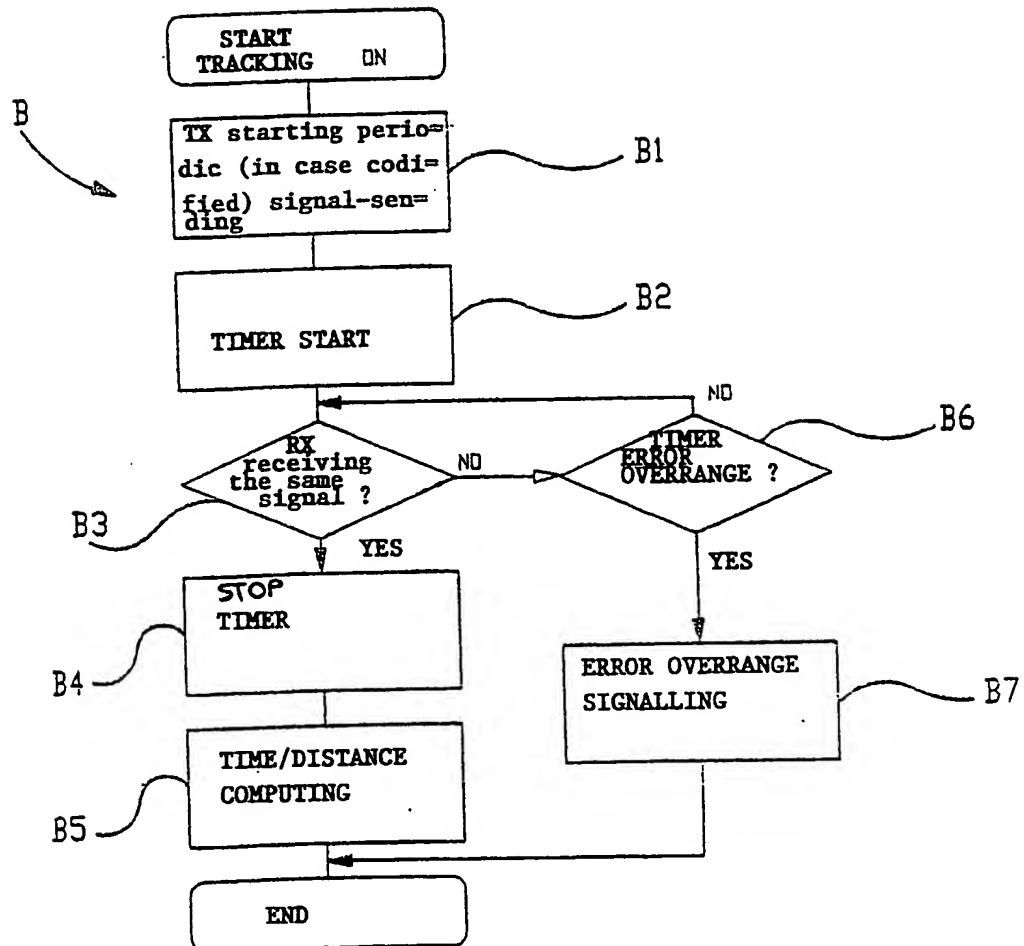 START
TRACKING ON
B
TX starting perio=
dic (in case codi=
fied) signal-sen=
ding
B1
TIMER START
B2
NO
RX
receiving
the same
signal ?
NO
B3
TIMER
ERROR
OVERRANGE ?
B6
YES
YES
STOP
TIMER
B4
ERROR OVERRANGE
SIGNALLING
B7
TIME/DISTANCE
COMPUTING
B5
END